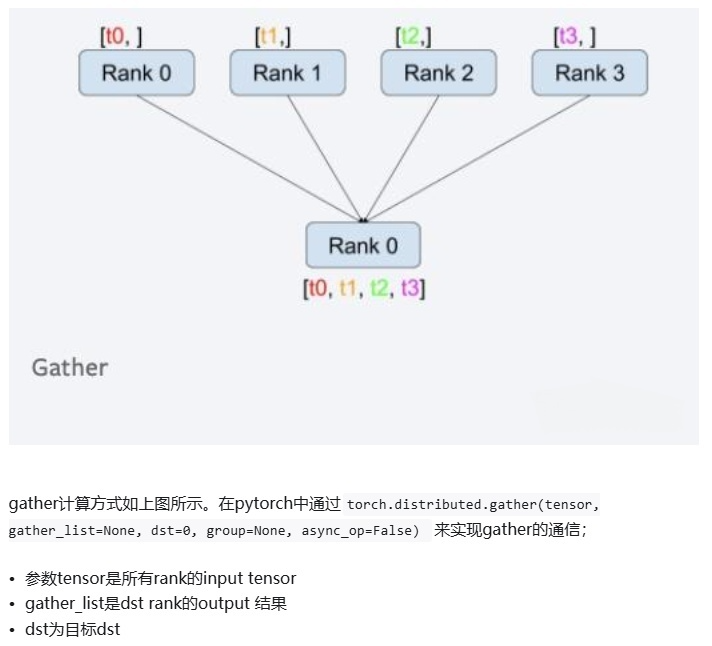 [t0, ] [t1,] [t2,] [t3, ]
Rank 0 Rank 1 Rank 2 Rank 3
Rank 0
[t0, t1, t2, t3]
Gather
gather计算方式如上图所示。在pytorch中通过 torch.distributed.gather(tensor,
gather_list=None, dst=0, group=None, async_op=False) 来实现gather的通信；
• 参数tensor是所有rank的input tensor
• gather_list是dst rank的output 结果
• dst为目标dst